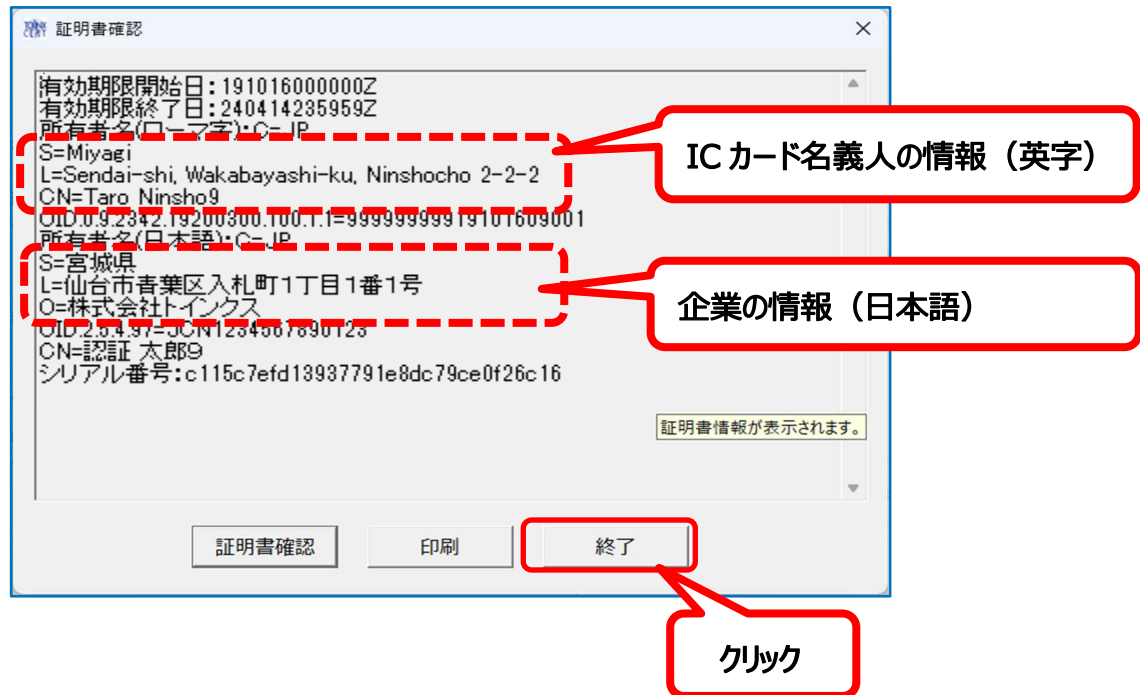 証明書確認
有効期限開始日:191016000000Z
有効期限終了日:240414235959Z
所有者名(ローマ字):C=JP
S=Miyagi
L=Sendai-shi, Wakabayashi-ku, Ninshocho 2-2-2
CN=Taro Ninsho9
OID.0.9.2342.19200300.100.1.1=99999999919101609001
所有者名(日本語):C=JP
S=宮城県
L=仙台市青葉区入札町1丁目1番1号
O=株式会社トインクス
OID.2.5.4.97=JCN1234567890123
CN=認証 太郎9
シリアル番号:c115c7efd13937791e8dc79ce0f26c16
ICカード名義人の情報(英字)
企業の情報(日本語)
証明書情報が表示されます。
証明書確認
印刷
終了
クリック